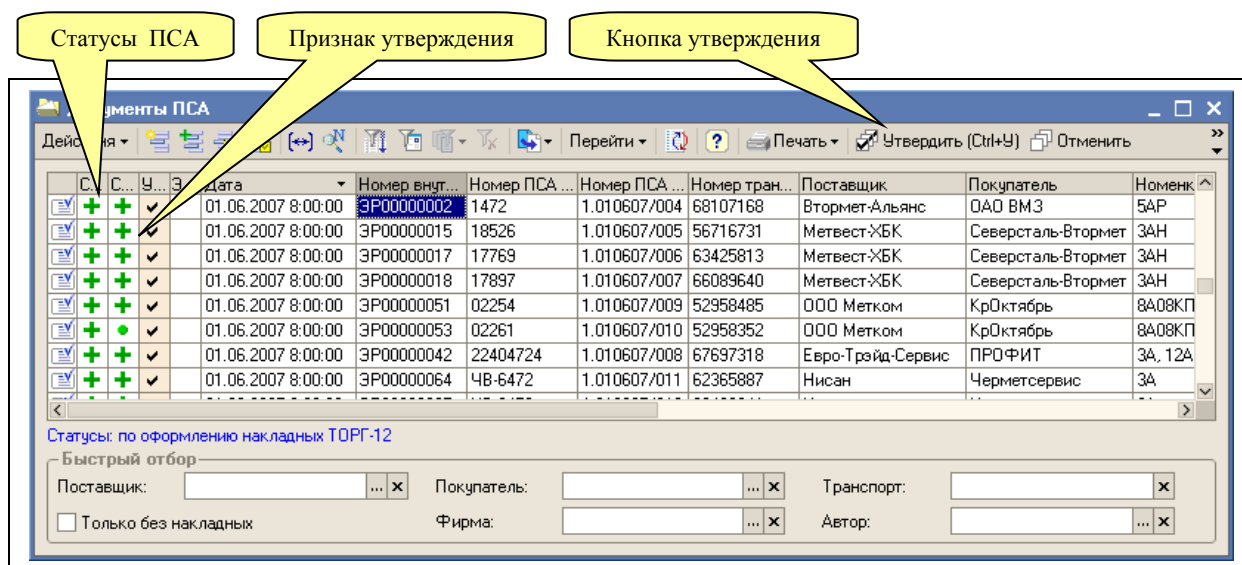 Статусы ПСА
Признак утверждения
Кнопка утверждения
ументы ПСА
Дейс я Перейти Печать Утвердить (Ctrl+У) Отменить
С... С... У... З Дата Номер внут... Номер ПСА ... Номер ПСА ... Номер тран... Поставщик Покупатель Номенк
01.06.2007 8:00:00 ЭР00000002 1472 1.010607/004 68107168 Втормет-Альянс ОАО ВМЗ 5АР
01.06.2007 8:00:00 ЭР00000015 18526 1.010607/005 56716731 Метвест-ХБК Северсталь-Втормет 3АН
01.06.2007 8:00:00 ЭР00000017 17769 1.010607/006 63425813 Метвест-ХБК Северсталь-Втормет 3АН
01.06.2007 8:00:00 ЭР00000018 17897 1.010607/007 66089640 Метвест-ХБК Северсталь-Втормет 3АН
01.06.2007 8:00:00 ЭР00000051 02254 1.010607/009 52958485 ООО Метком КрОктябрь 8А08КП
01.06.2007 8:00:00 ЭР00000053 02261 1.010607/010 52958352 ООО Метком КрОктябрь 8А08КП
01.06.2007 8:00:00 ЭР00000042 22404724 1.010607/008 67697318 Евро-Трэйд-Сервис ПРОФИТ 3А, 12А
01.06.2007 8:00:00 ЭР00000064 ЧВ-6472 1.010607/011 62365887 Нисан Черметсервис 3А
Статусы: по оформлению накладных ТОРГ-12
Быстрый отбор
Поставщик: Покупатель: Транспорт:
Только без накладных Фирма: Автор: